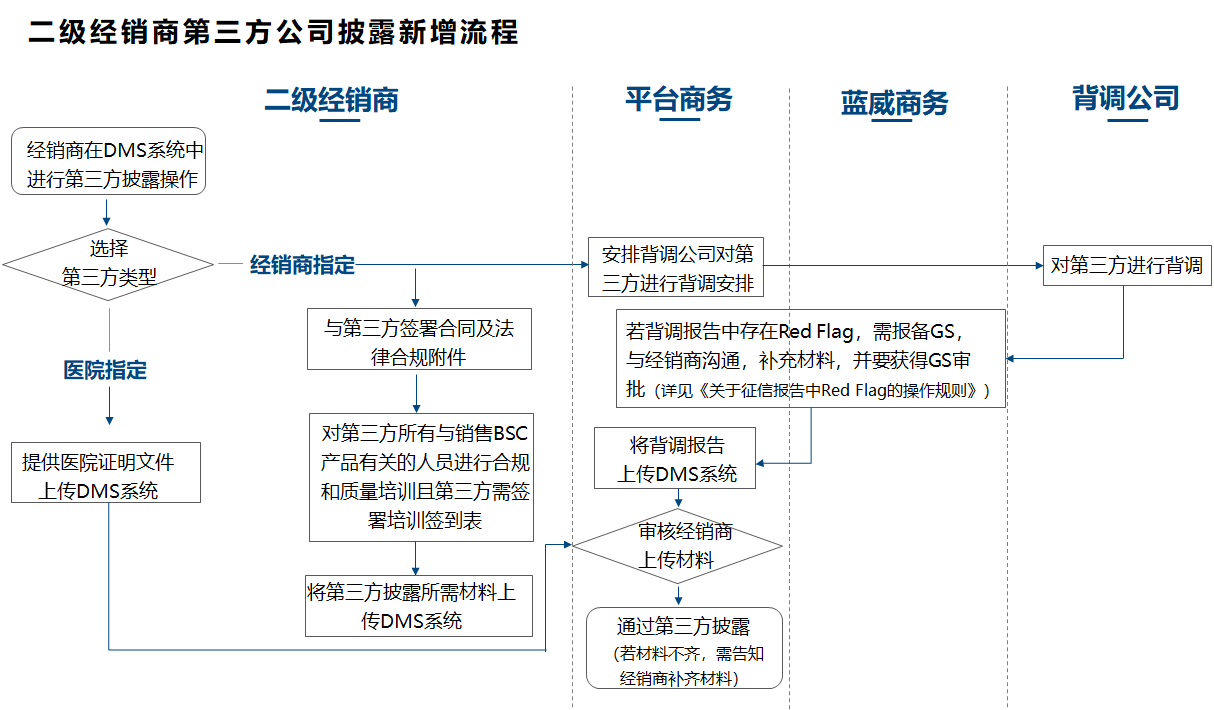 二级经销商第三方公司披露新增流程
二级经销商
平台商务
蓝威商务
背调公司
经销商在DMS系统中
进行第三方披露操作
选择
第三方类型
经销商指定
医院指定
提供医院证明文件
上传DMS系统
与第三方签署合同及法
律合规附件
对第三方所有与销售BSC
产品有关的人员进行合规
和质量培训且第三方需签
署培训签到表
将第三方披露所需材料上
传DMS系统
安排背调公司对第
三方进行背调安排
对第三方进行背调
若背调报告中存在Red Flag，需报备GS，
与经销商沟通，补充材料，并要获得GS审
批（详见《关于征信报告中Red Flag的操作规则》）
将背调报告
上传DMS系统
审核经销商
上传材料
通过第三方披露
（若材料不齐，需告知
经销商补齐材料）